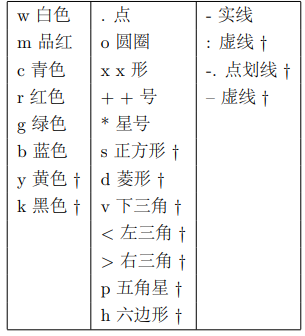 w 白色 . 点 - 实线
m 品红 o 圆圈 : 虚线 †
c 青色 x x 形 -. 点划线 †
r 红色 + + 号 – 虚线 †
g 绿色 * 星号
b 蓝色 s 正方形 †
y 黄色 † d 菱形 †
k 黑色 † v 下三角 †
< 左三角 †
> 右三角 †
p 五角星 †
h 六边形 †